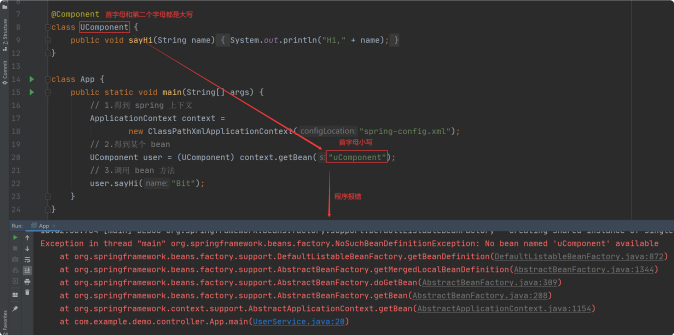 7 @Component 首字母和第二个字母都是大写
8 class UComponent {
9 public void sayHi(String name) { System.out.println("Hi," + name); }
12 }
13
14 class App {
15 public static void main(String[] args) {
16 // 1.得到 spring 上下文
17 ApplicationContext context =
18 new ClassPathXmlApplicationContext( configLocation: "spring-config.xml");
首字母小写
19 // 2.得到某个 bean
20 UComponent user = (UComponent) context.getBean( s: "uComponent");
21 // 3.调用 bean 方法
22 user.sayHi( name: "Bit");
23 }
程序报错
24 }
Structure
Commit
Favorites
Run: App
Exception in thread "main" org.springframework.beans.factory.NoSuchBeanDefinitionException: No bean named 'uComponent' available
at org.springframework.beans.factory.support.DefaultListableBeanFactory.getBeanDefinition(DefaultListableBeanFactory.java:872)
at org.springframework.beans.factory.support.AbstractBeanFactory.getMergedLocalBeanDefinition(AbstractBeanFactory.java:1344)
at org.springframework.beans.factory.support.AbstractBeanFactory.doGetBean(AbstractBeanFactory.java:309)
at org.springframework.beans.factory.support.AbstractBeanFactory.getBean(AbstractBeanFactory.java:208)
at org.springframework.context.support.AbstractApplicationContext.getBean(AbstractApplicationContext.java:1154)
at com.example.demo.controller.App.main(UserService.java:20)